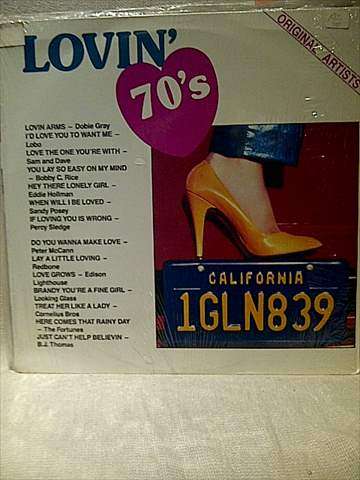 LOVIN'
70's
ORIGINAL ARTISTS
LOVIN ARMS – Dobie Gray
I'D LOVE YOU TO WANT ME –
Lobo
LOVE THE ONE YOU'RE WITH –
Sam and Dave
YOU LAY SO EASY ON MY MIND
– Bobby C. Rice
HEY THERE LONELY GIRL –
Eddie Hollman
WHEN WILL I BE LOVED –
Sandy Posey
IF LOVING YOU IS WRONG –
Percy Sledge
DO YOU WANNA MAKE LOVE –
Peter McCann
LAY A LITTLE LOVING –
Redbone
LOVE GROWS – Edison
Lighthouse
BRANDY YOU'RE A FINE GIRL –
Looking Glass
TREAT HER LIKE A LADY –
Cornelius Bros
HERE COMES THAT RAINY DAY
– The Fortunes
JUST CAN'T HELP BELIEVIN –
B.J. Thomas
CALIFORNIA
1GLN839